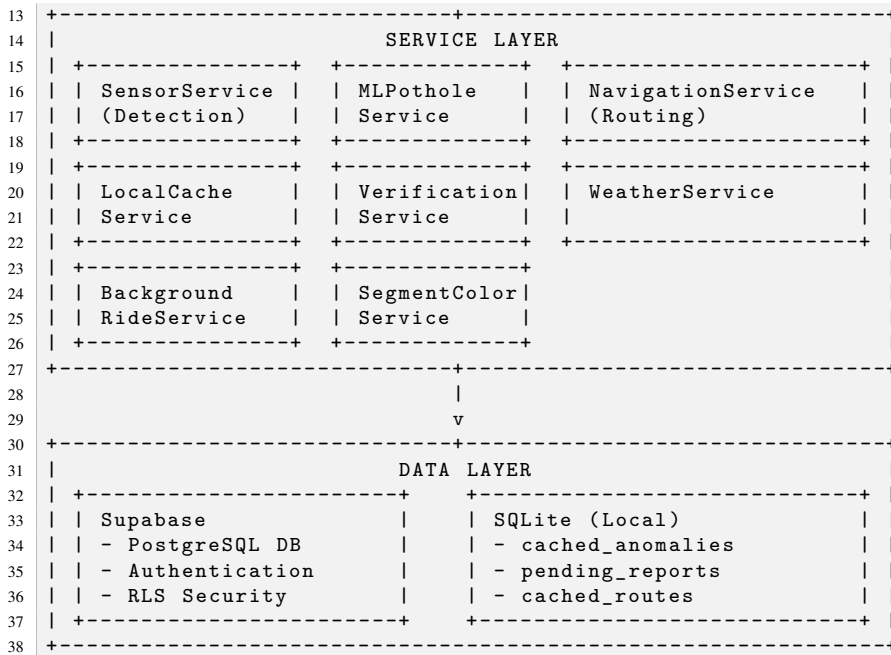 13 +-----------------------------+--------------------------------
14 |                        SERVICE LAYER                         |
15 | +----------------+  +--------------+  +----------------------+ |
16 | | SensorService  |  | MLPothole    |  | NavigationService    | |
17 | | (Detection)    |  | Service      |  | (Routing)            | |
18 | +----------------+  +--------------+  +----------------------+ |
19 | +----------------+  +--------------+  +----------------------+ |
20 | | LocalCache     |  | Verification|  | WeatherService       | |
21 | | Service        |  | Service      |  |                      | |
22 | +----------------+  +--------------+  +----------------------+ |
23 | +----------------+  +--------------+                           |
24 | | Background     |  | SegmentColor|                            |
25 | | RideService    |  | Service      |                           |
26 | +----------------+  +--------------+                           |
27 +-----------------------------+--------------------------------
28                               |
29                               v
30 +-----------------------------+--------------------------------
31 |                         DATA LAYER                           |
32 | +------------------------+    +----------------------------+ |
33 | | Supabase               |    | SQLite (Local)             | |
34 | | - PostgreSQL DB        |    | - cached_anomalies         | |
35 | | - Authentication       |    | - pending_reports          | |
36 | | - RLS Security         |    | - cached_routes            | |
37 | +------------------------+    +----------------------------+ |
38 +--------------------------------------------------------------